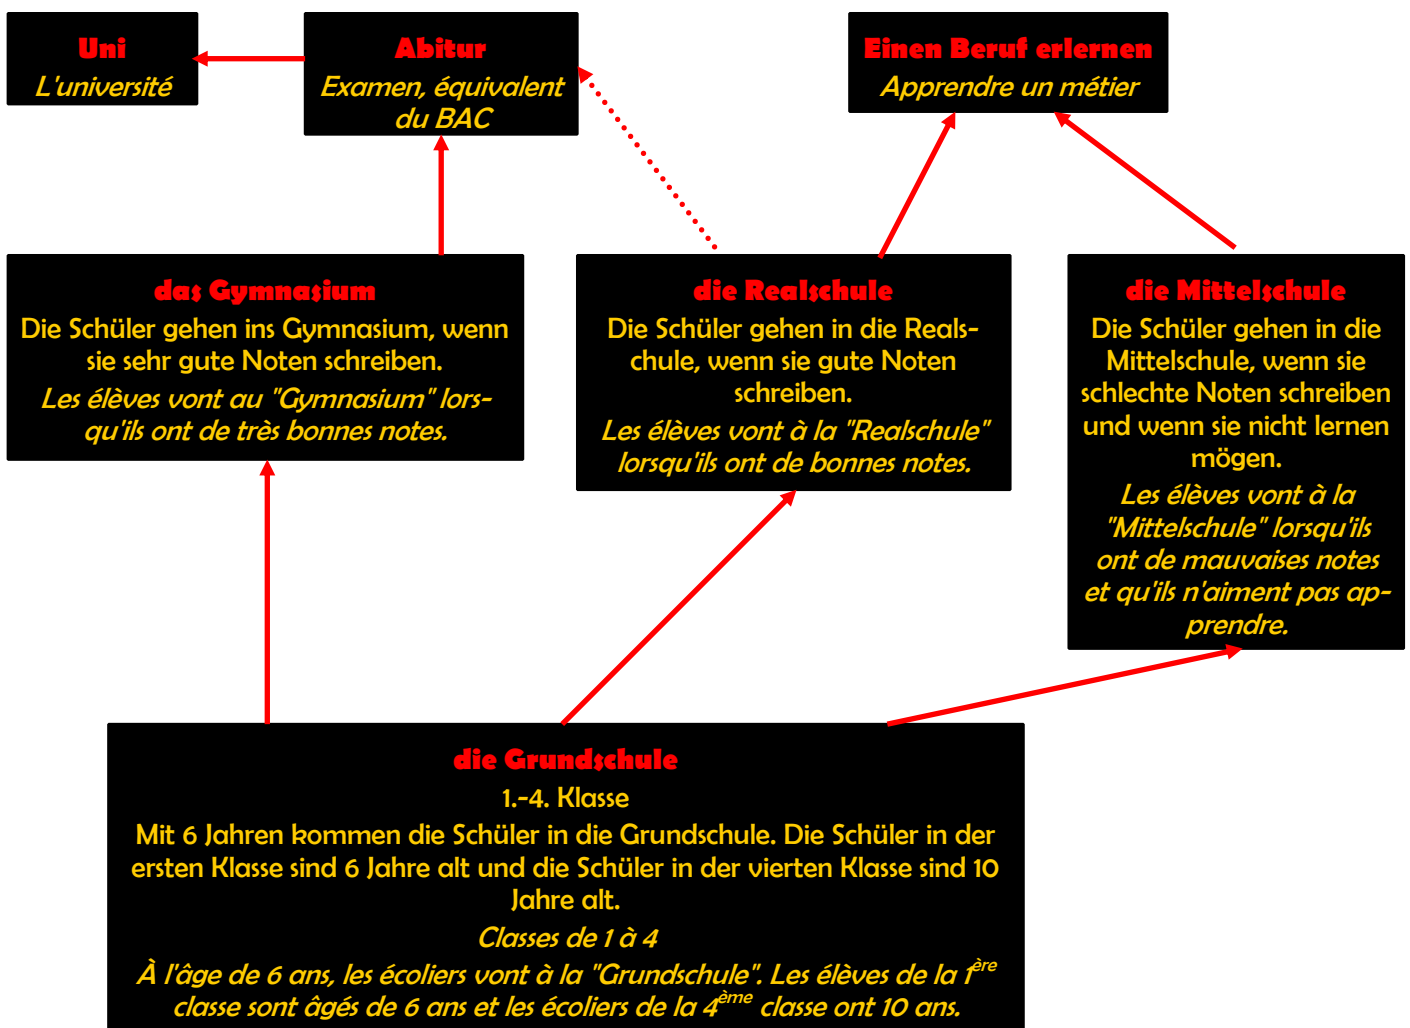 Uni
L'université
Abitur
Examen, équivalent
du BAC
Einen Beruf erlernen
Apprendre un métier
das Gymnasium
Die Schüler gehen ins Gymnasium, wenn
sie sehr gute Noten schreiben.
Les élèves vont au "Gymnasium" lors-
qu'ils ont de très bonnes notes.
die Realschule
Die Schüler gehen in die Reals-
chule, wenn sie gute Noten
schreiben.
Les élèves vont à la "Realschule"
lorsqu'ils ont de bonnes notes.
die Mittelschule
Die Schüler gehen in die
Mittelschule, wenn sie
schlechte Noten schreiben
und wenn sie nicht lernen
mögen.
Les élèves vont à la
"Mittelschule" lorsqu'ils
ont de mauvaises notes
et qu'ils n'aiment pas ap-
prendre.
die Grundschule
1.-4. Klasse
Mit 6 Jahren kommen die Schüler in die Grundschule. Die Schüler in der
ersten Klasse sind 6 Jahre alt und die Schüler in der vierten Klasse sind 10
Jahre alt.
Classes de 1 à 4
À l'âge de 6 ans, les écoliers vont à la "Grundschule". Les élèves de la 1ère
classe sont âgés de 6 ans et les écoliers de la 4ème classe ont 10 ans.